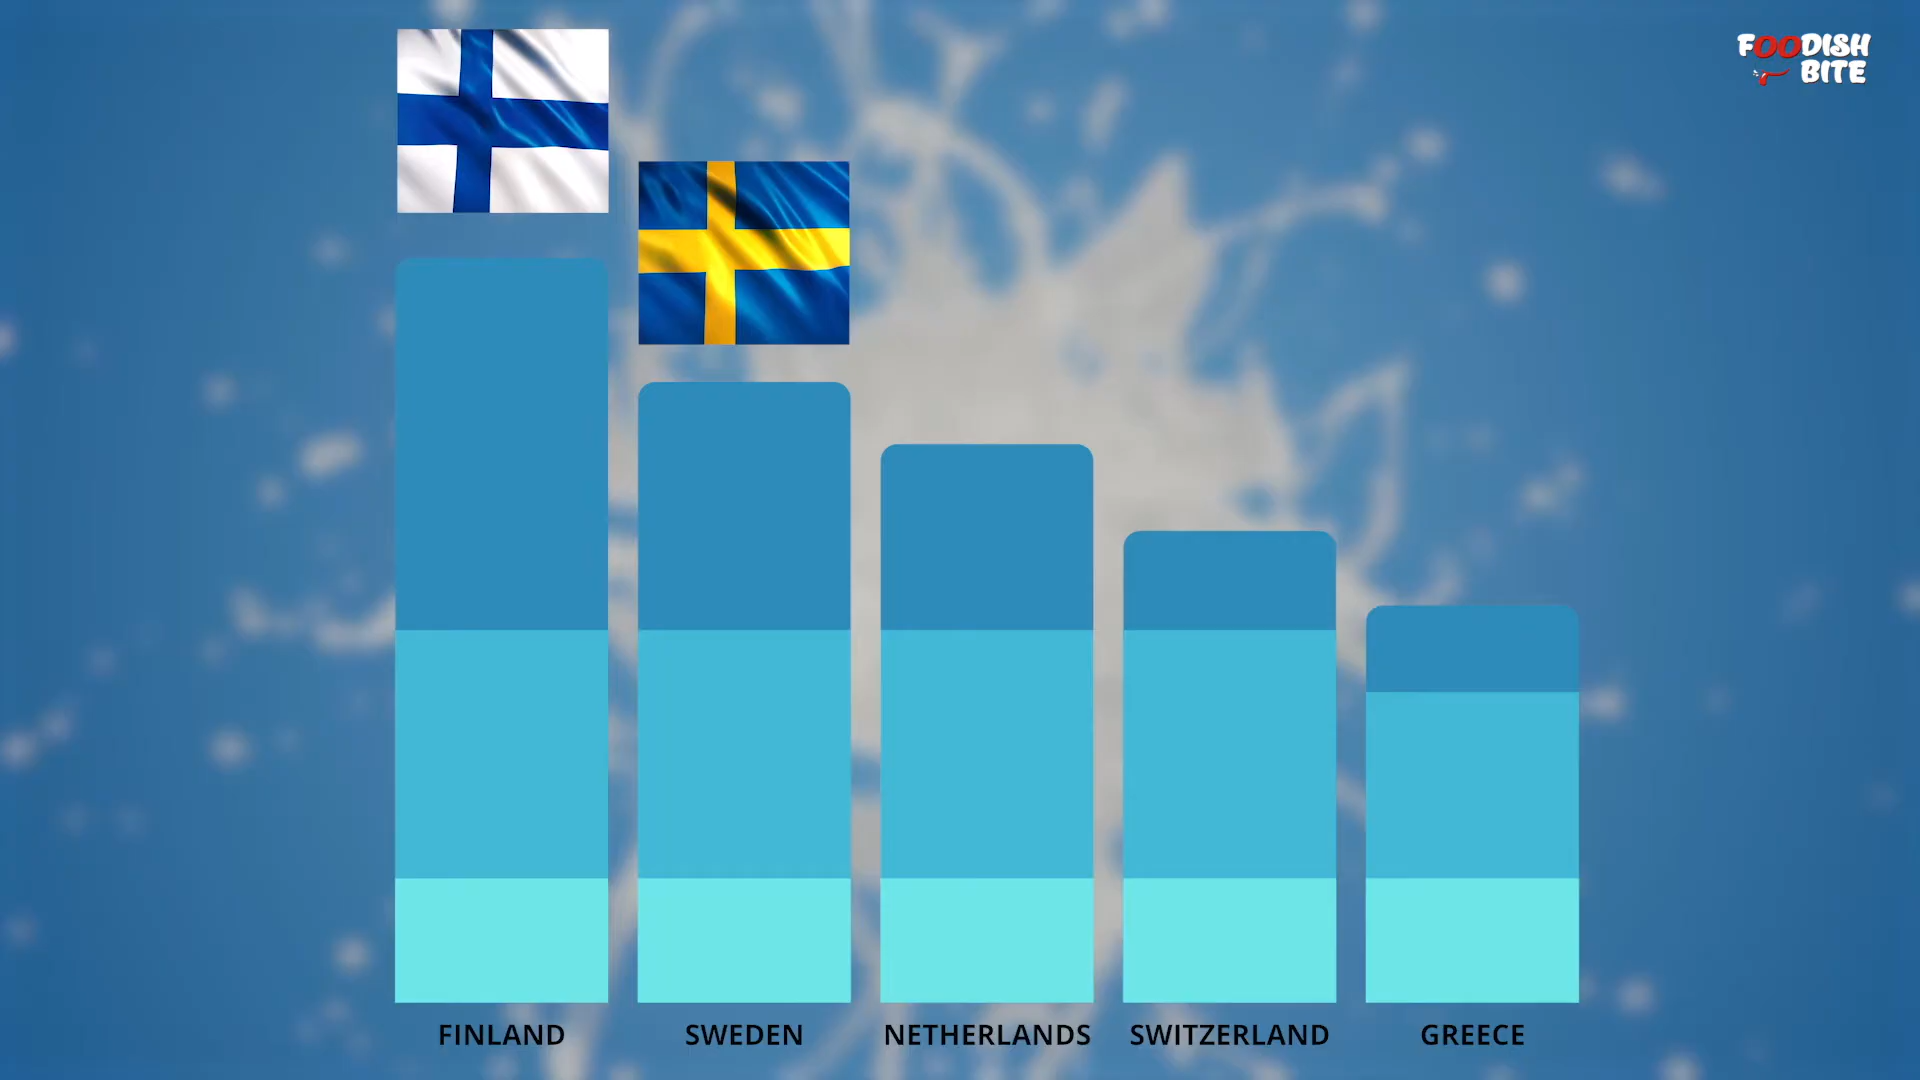 FOODISH
BITE
FINLAND
SWEDEN
NETHERLANDS
SWITZERLAND
GREECE